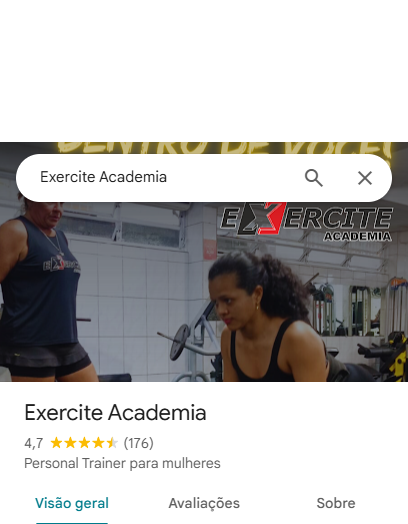 DENTRO DE VOCÊ!
Exercite Academia
EXERCITE
ACADEMIA
Exercite Academia
4,7 (176)
Personal Trainer para mulheres
Visão geral Avaliações Sobre